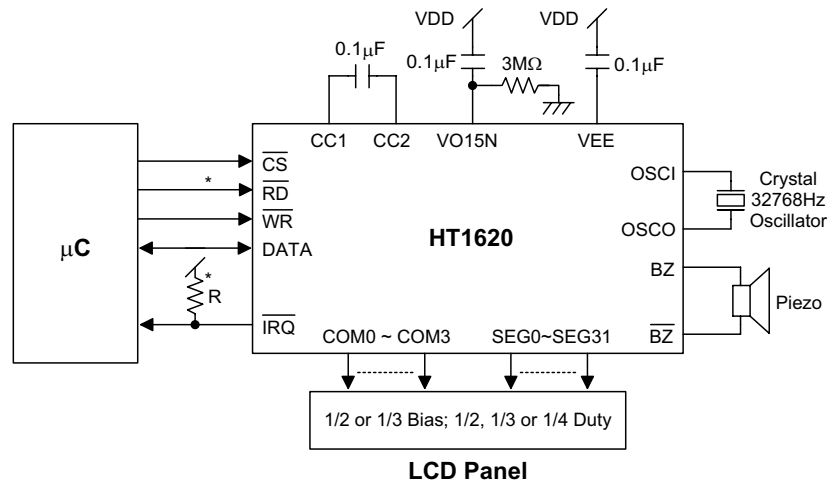 VDD
VDD
0.1μF
0.1μF
3MΩ
0.1μF
CC1
CC2
VO15N
VEE
CS
*
RD
WR
DATA
μC
HT1620
OSCI
OSCO
Crystal
32768Hz
Oscillator
BZ
BZ
Piezo
*
R
IRQ
COM0 ~ COM3
SEG0~SEG31
1/2 or 1/3 Bias; 1/2, 1/3 or 1/4 Duty
LCD Panel